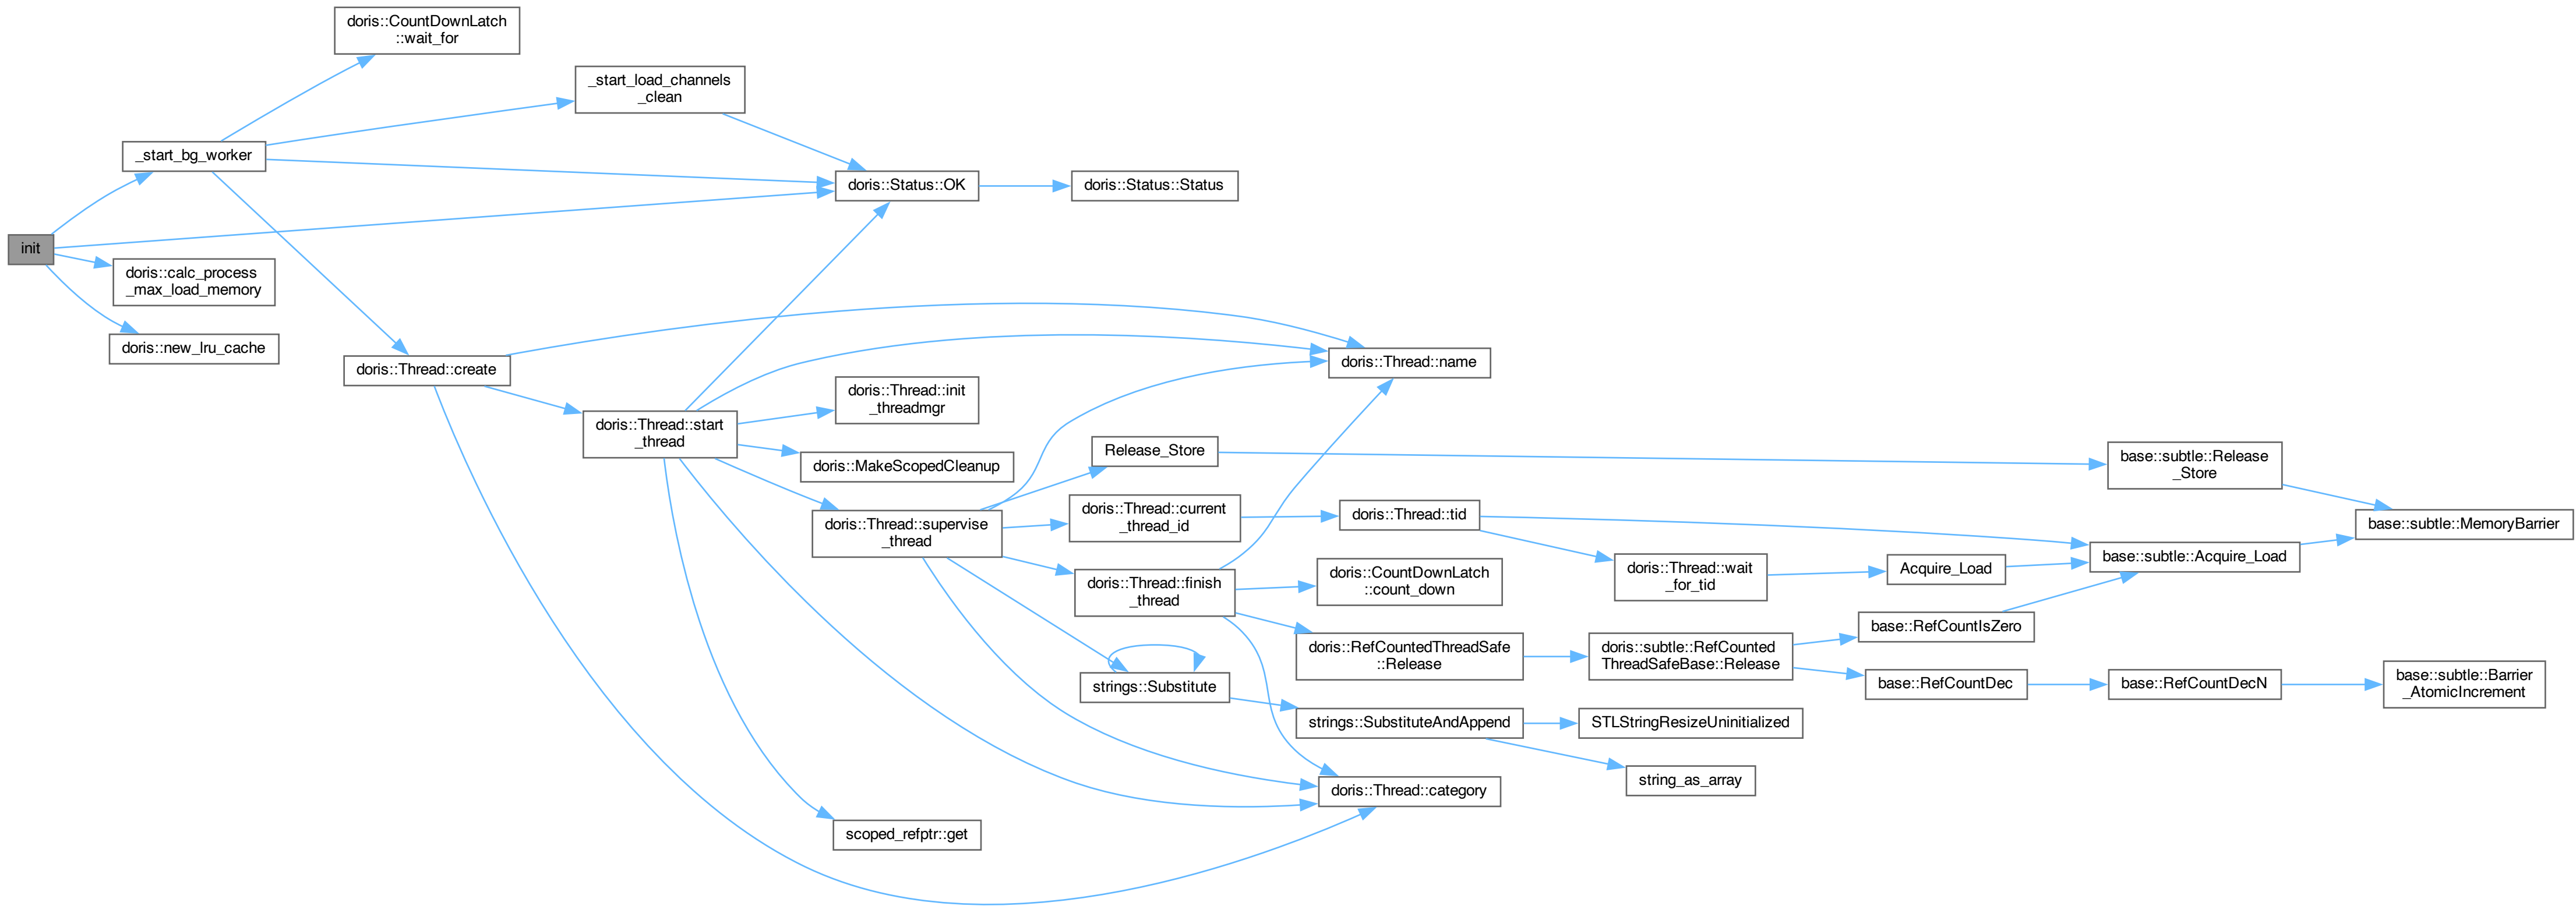 doris::CountDownLatch
::wait_for
_start_load_channels
_clean
_start_bg_worker
doris::Status::OK
doris::Status::Status
init
doris::calc_process
_max_load_memory
doris::new_lru_cache
doris::Thread::create
doris::Thread::name
doris::Thread::init
_threadmgr
doris::Thread::start
_thread
doris::MakeScopedCleanup
Release_Store
base::subtle::Release
_Store
doris::Thread::supervise
_thread
doris::Thread::current
_thread_id
doris::Thread::tid
base::subtle::MemoryBarrier
base::subtle::Acquire_Load
doris::Thread::wait
_for_tid
Acquire_Load
doris::Thread::finish
_thread
doris::CountDownLatch
::count_down
base::RefCountIsZero
doris::RefCountedThreadSafe
::Release
doris::subtle::RefCounted
ThreadSafeBase::Release
base::RefCountDec
base::RefCountDecN
base::subtle::Barrier
_AtomicIncrement
strings::Substitute
strings::SubstituteAndAppend
STLStringResizeUninitialized
string_as_array
doris::Thread::category
scoped_refptr::get